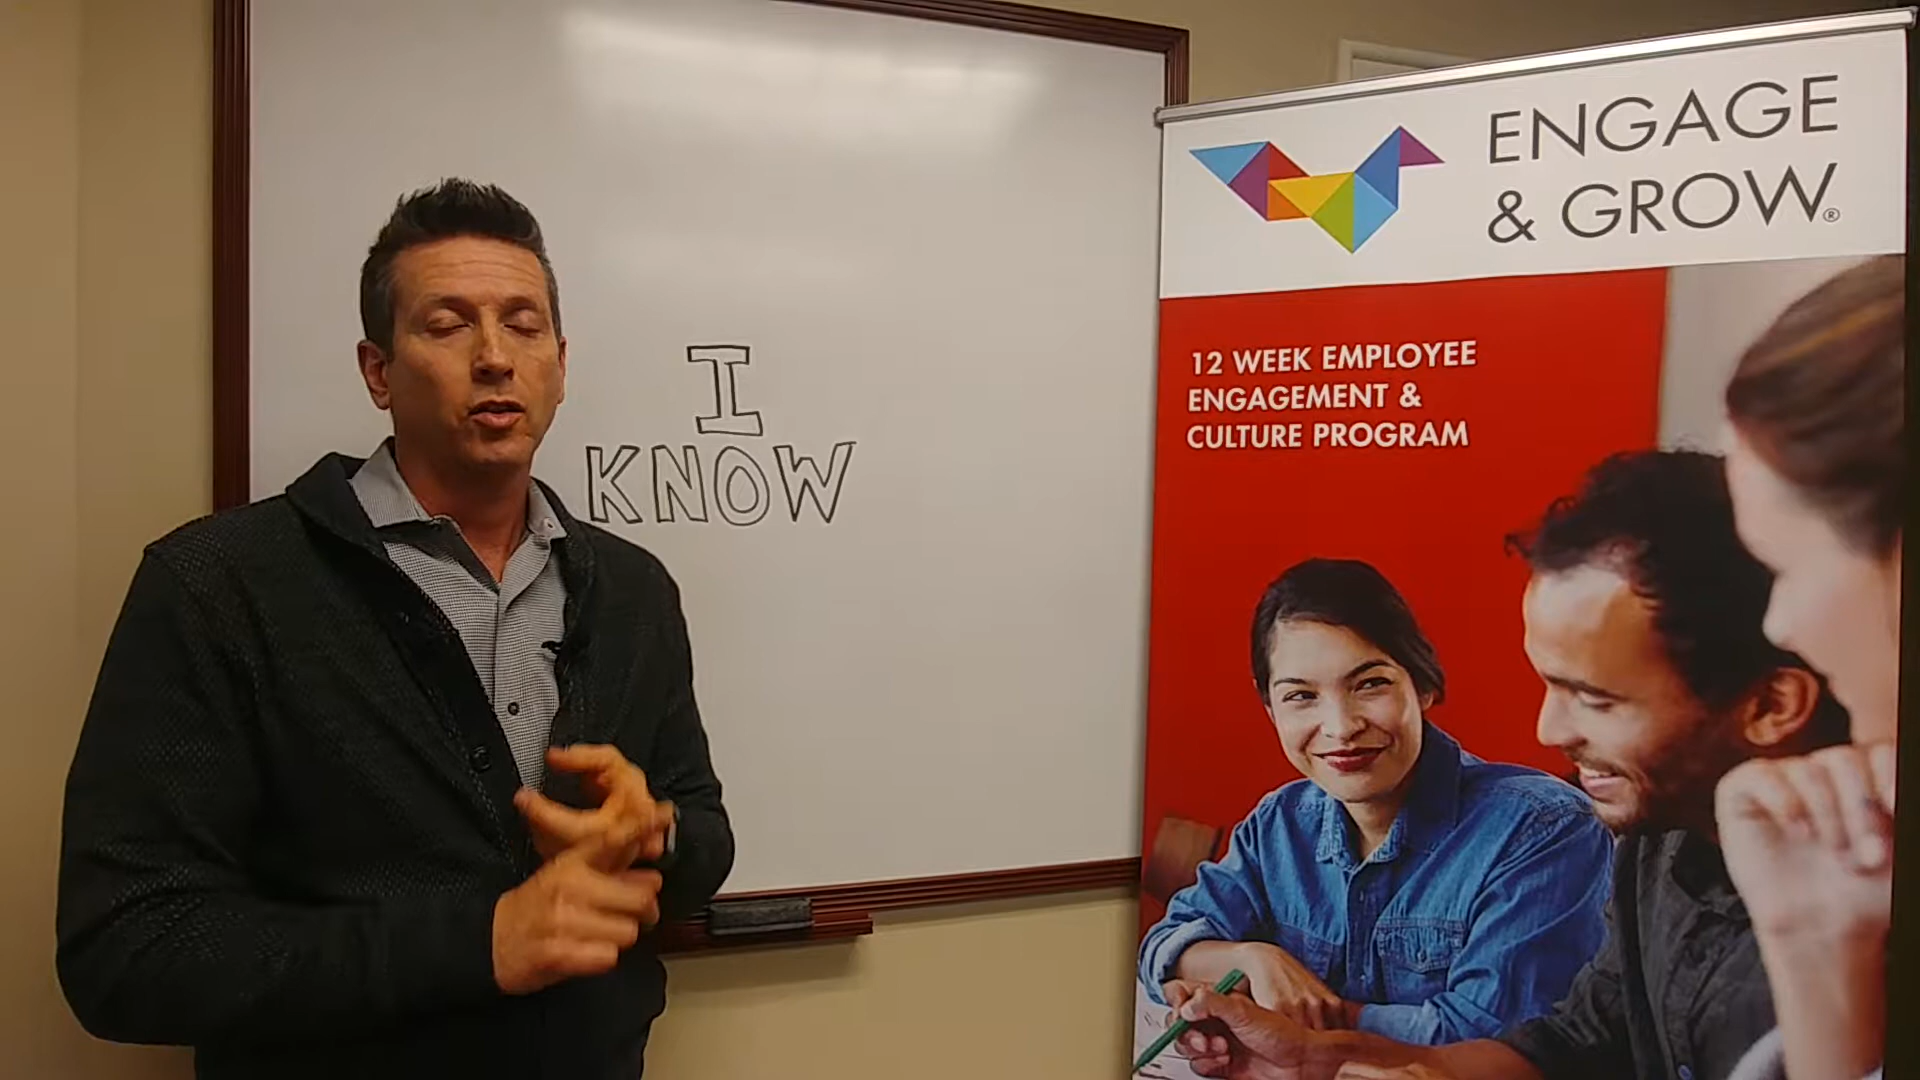 I
KNOW
ENGAGE
& GROW®
12 WEEK EMPLOYEE
ENGAGEMENT &
CULTURE PROGRAM